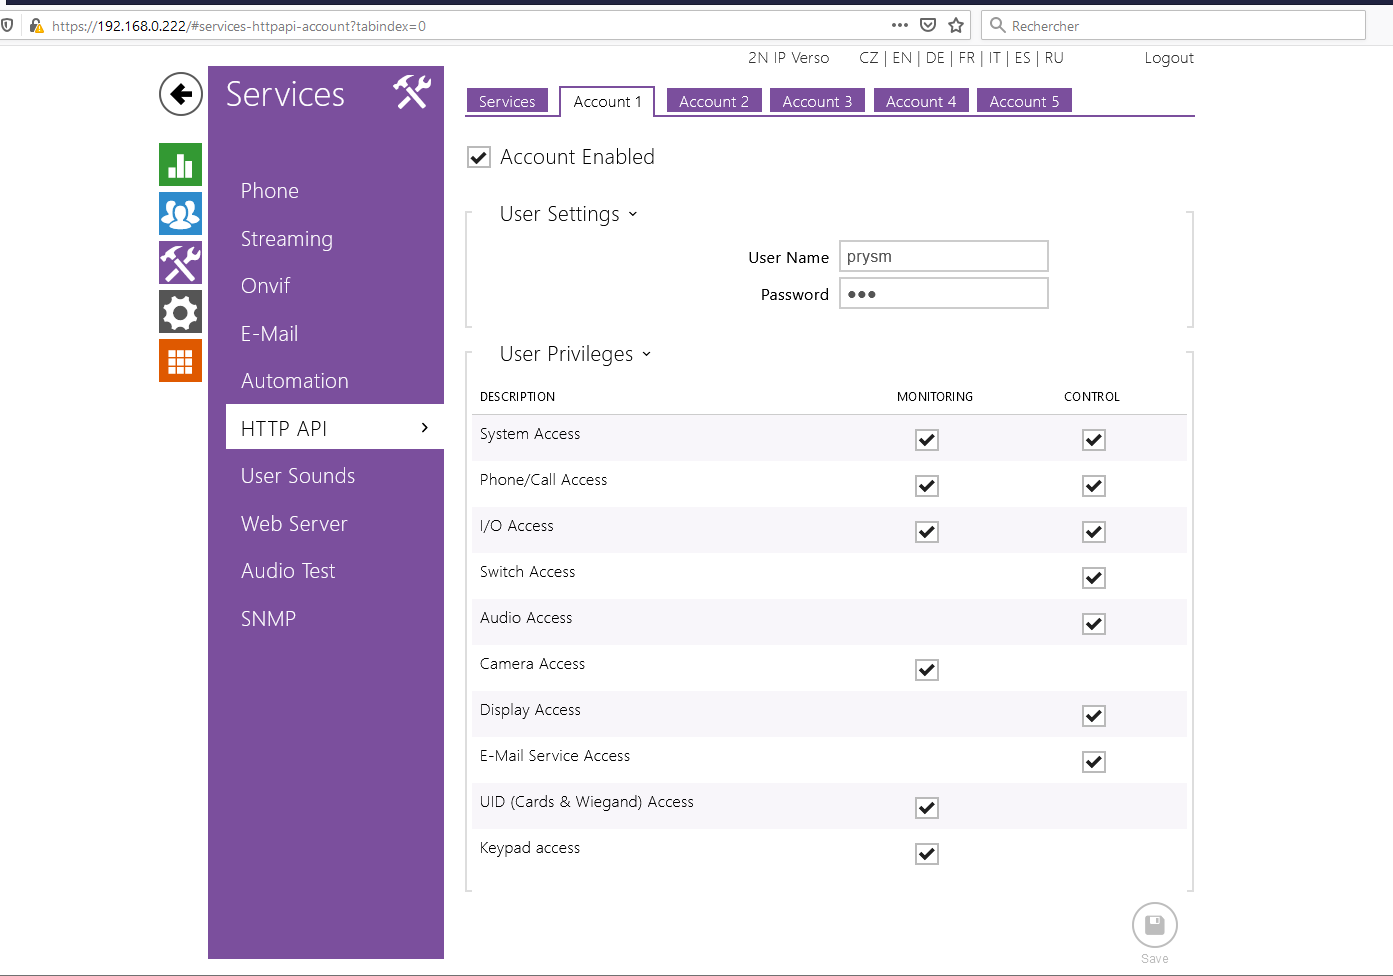 https://192.168.0.222/#services-httpapi-account?tabindex=0
Rechercher
2N IP Verso CZ | EN | DE | FR | IT | ES | RU Logout
Services
Services Account 1 Account 2 Account 3 Account 4 Account 5
Account Enabled
Phone
Streaming
Onvif
E-Mail
Automation
HTTP API
User Sounds
Web Server
Audio Test
SNMP
User Settings
User Name prysm
Password •••
User Privileges
DESCRIPTION MONITORING CONTROL
System Access
Phone/Call Access
I/O Access
Switch Access
Audio Access
Camera Access
Display Access
E-Mail Service Access
UID (Cards & Wiegand) Access
Keypad access
Save